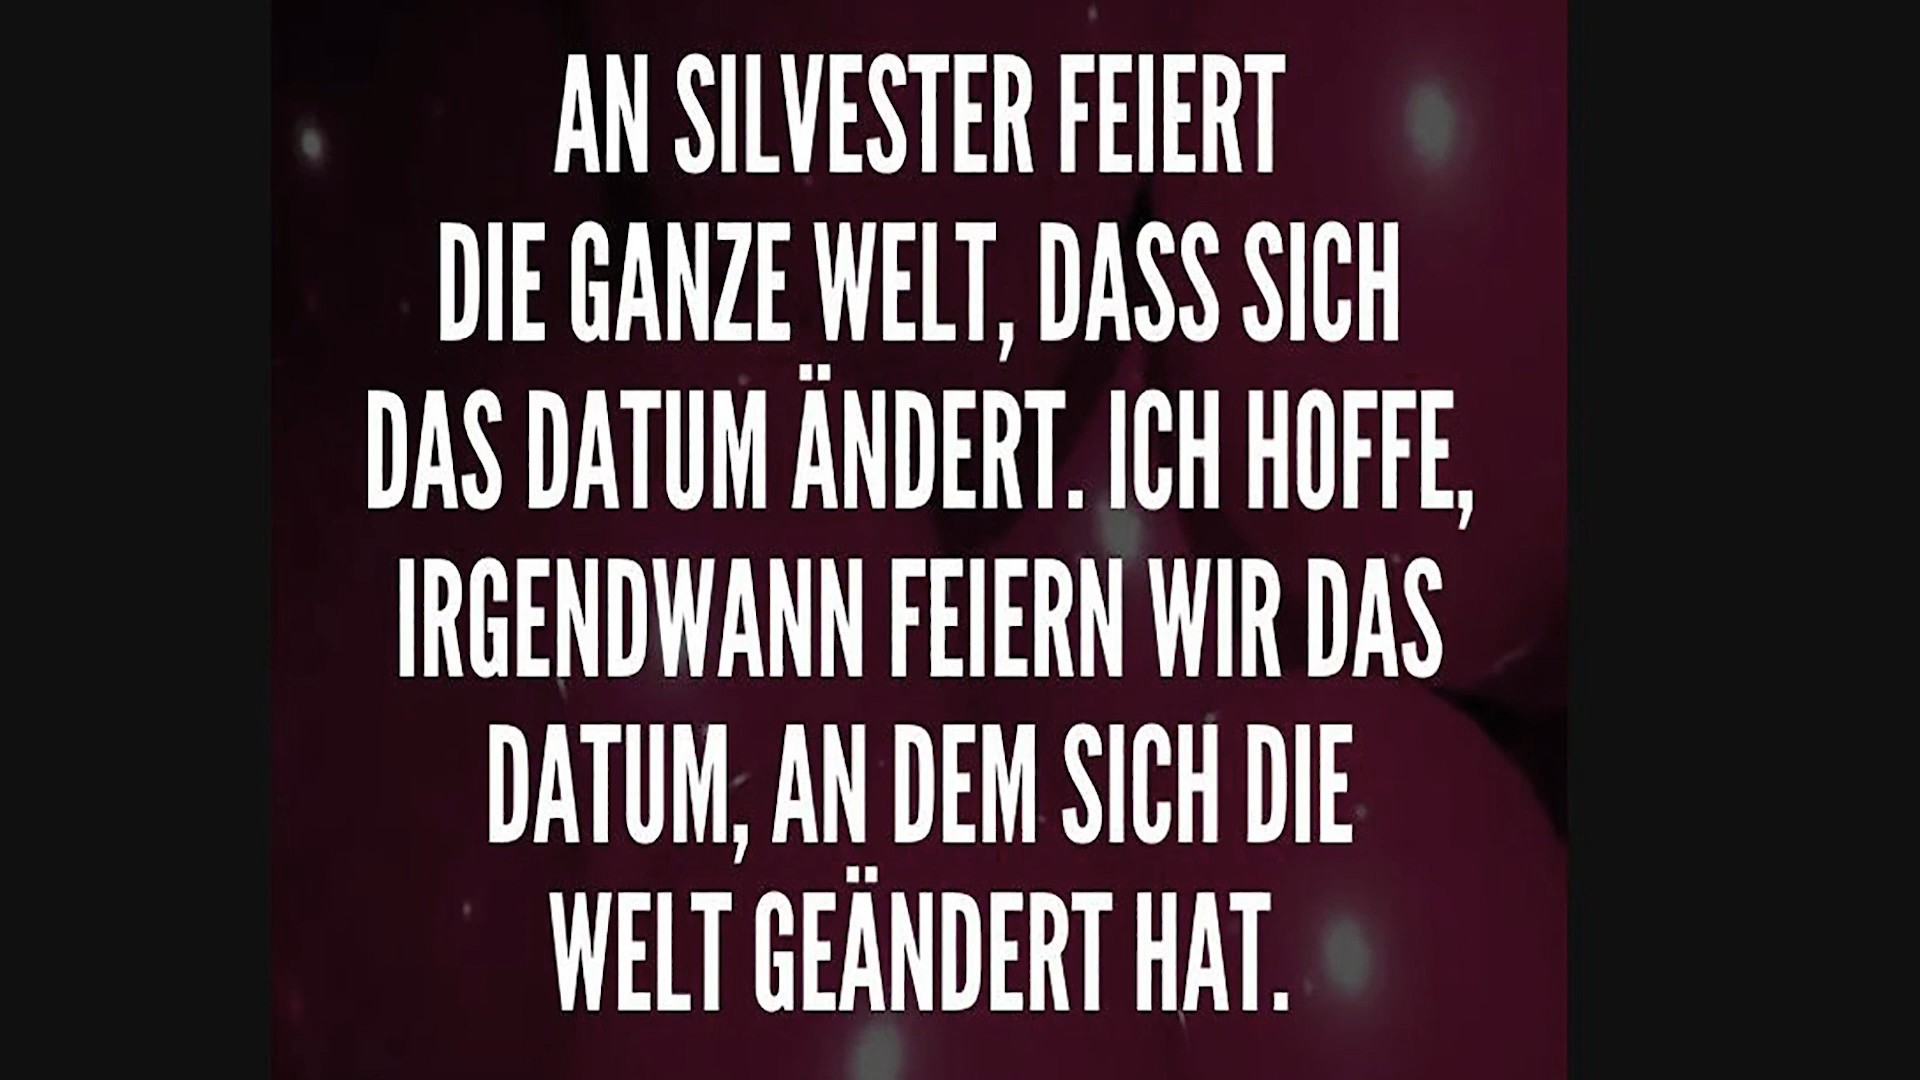 AN SILVESTER FEIERT
DIE GANZE WELT, DASS SICH
DAS DATUM ÄNDERT. ICH HOFFE,
IRGENDWANN FEIERN WIR DAS
DATUM, AN DEM SICH DIE
WELT GEÄNDERT HAT.